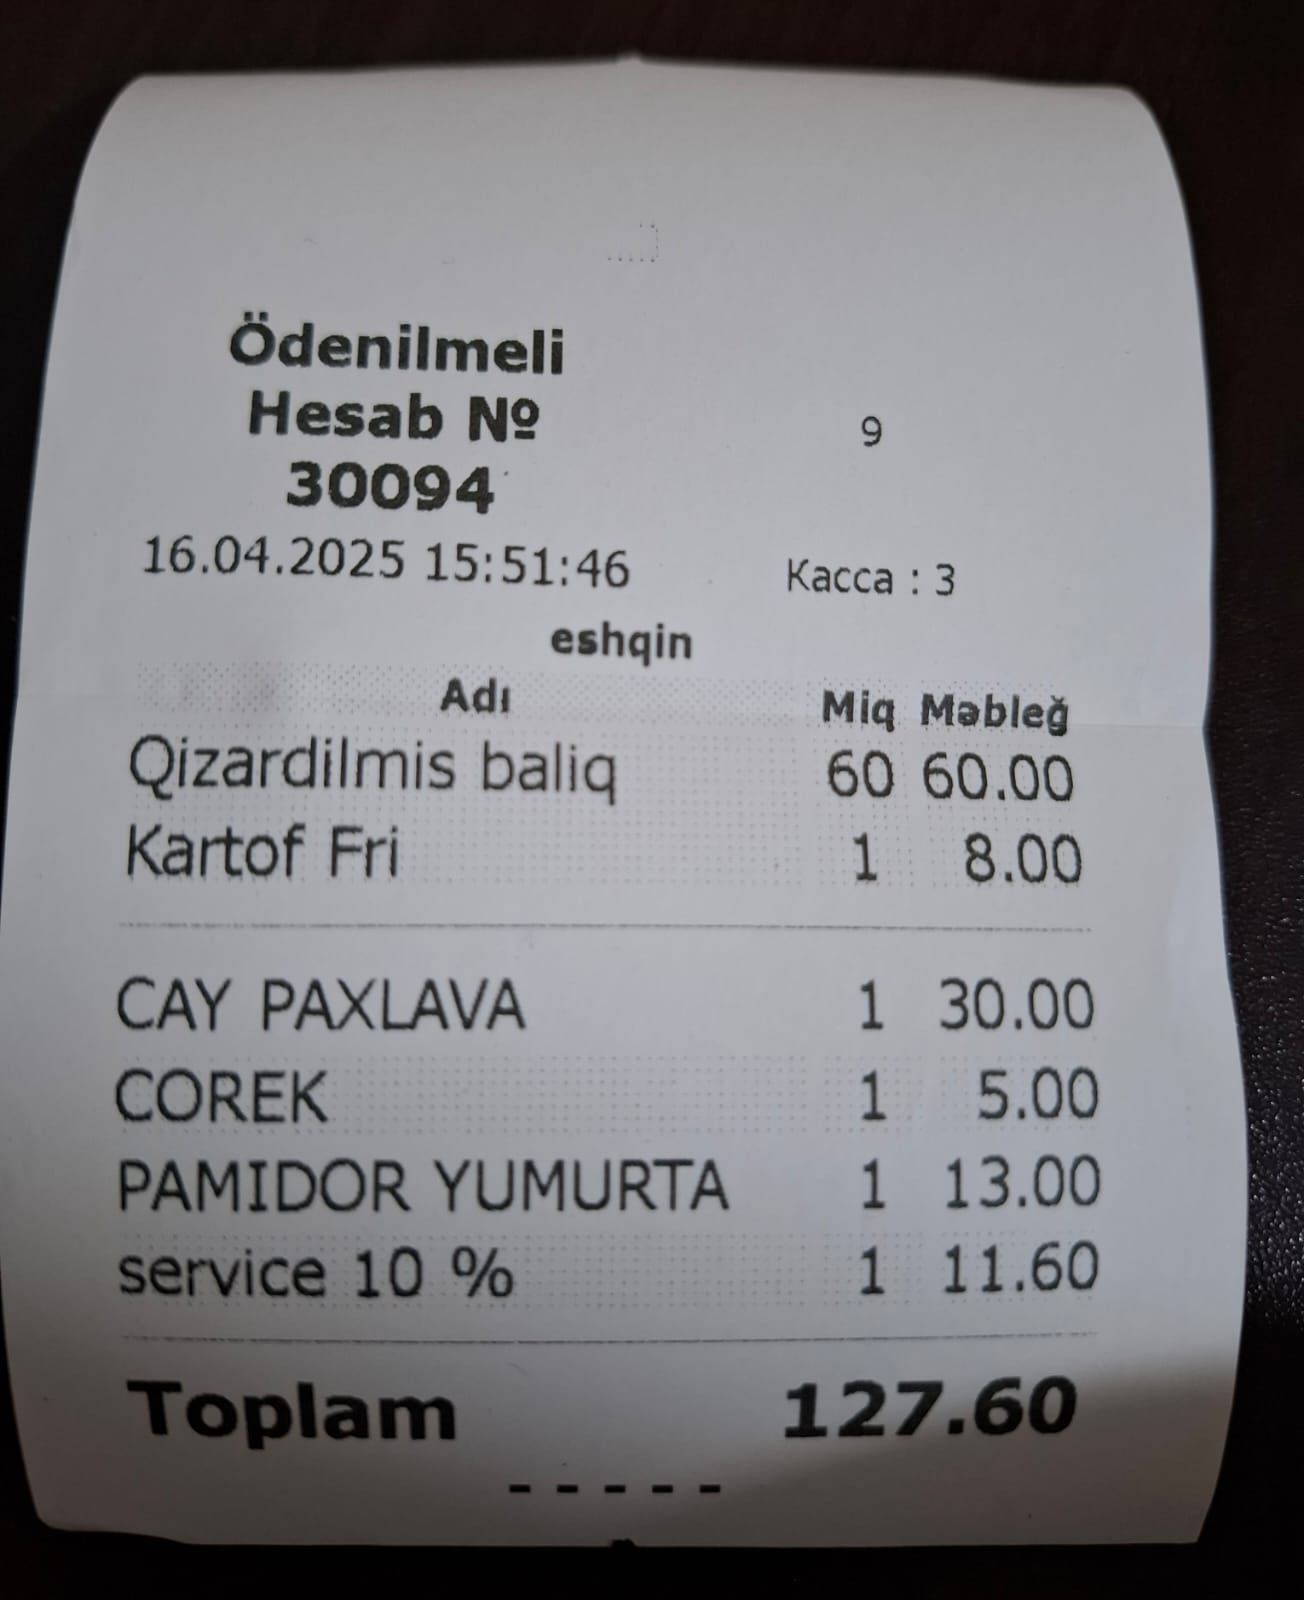 Ödenilmeli
Hesab №
30094
9
16.04.2025 15:51:46 Касса : 3
eshqin
Adı Miq Məbleğ
Qizardilmis baliq 60 60.00
Kartof Fri 1 8.00
CAY PAXLAVA 1 30.00
COREK 1 5.00
PAMIDOR YUMURTA 1 13.00
service 10 % 1 11.60
Toplam 127.60
- - - - -